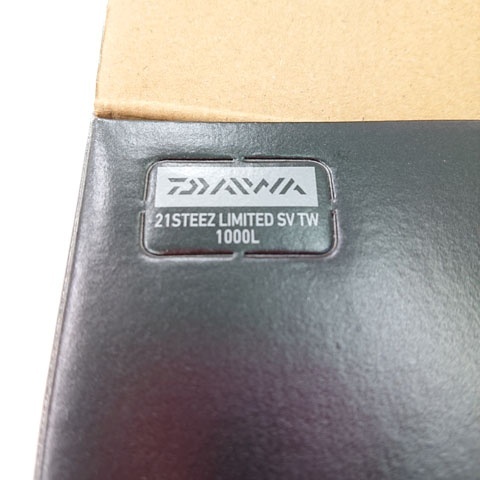 DAIWA
21STEEZ LIMITED SV TW
1000L